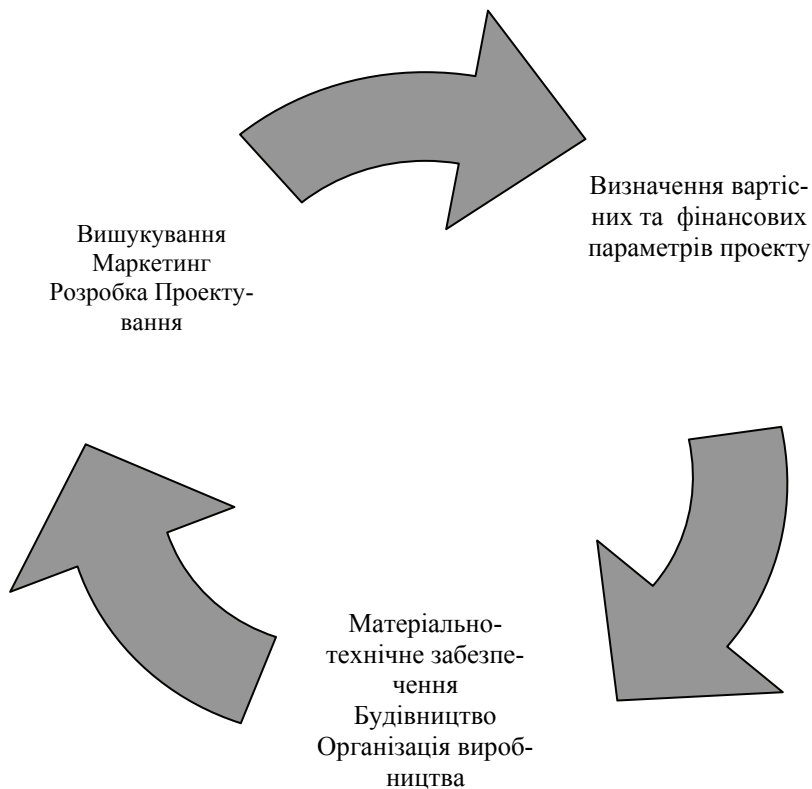 Вишукування
Маркетинг
Розробка Проекту-
вання
Визначення вартіс-
них та фінансових
параметрів проекту
Матеріально-
технічне забезпе-
чення
Будівництво
Організація вироб-
ництва